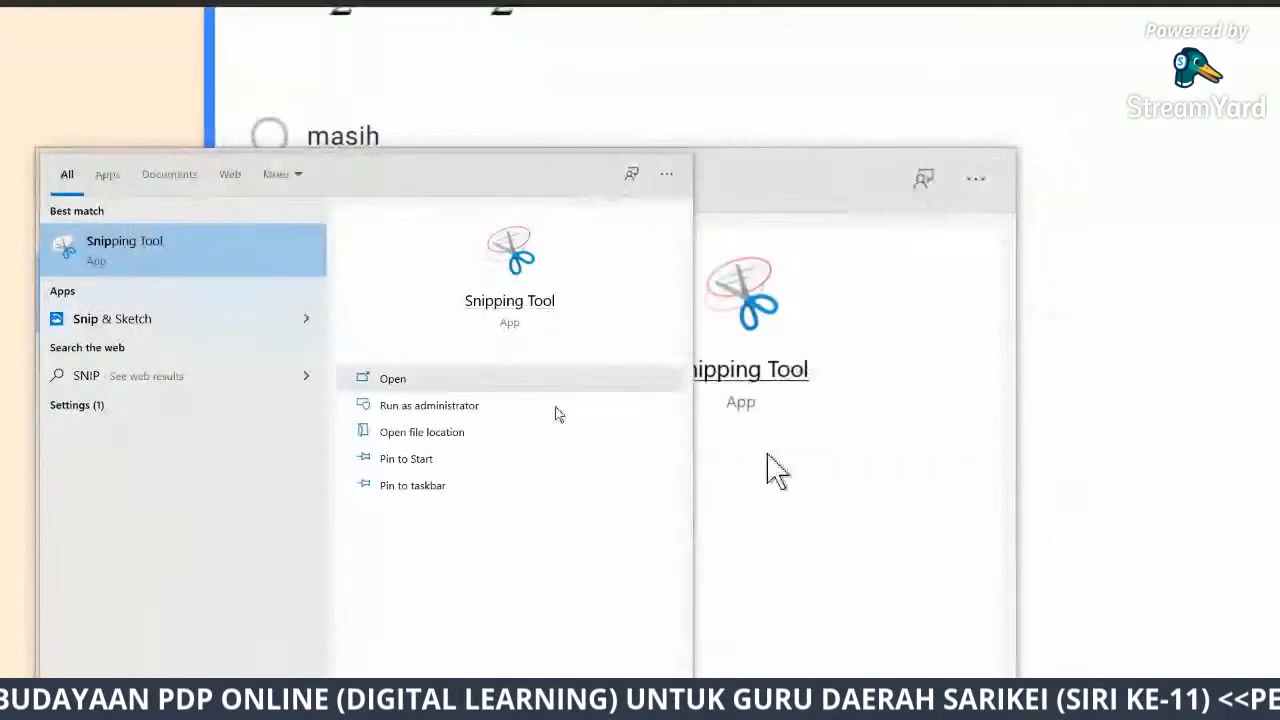 Powered by
StreamYard
masih
All Apps Documents Web More
Best match
Snipping Tool
App
Apps
Snip & Sketch
Search the web
SNIP - See web results
Settings (1)
Snipping Tool
App
Open
Run as administrator
Open file location
Pin to Start
Pin to taskbar
nipping Tool
App
BUDAYAAN PDP ONLINE (DIGITAL LEARNING) UNTUK GURU DAERAH SARIKEI (SIRI KE-11) <<PE